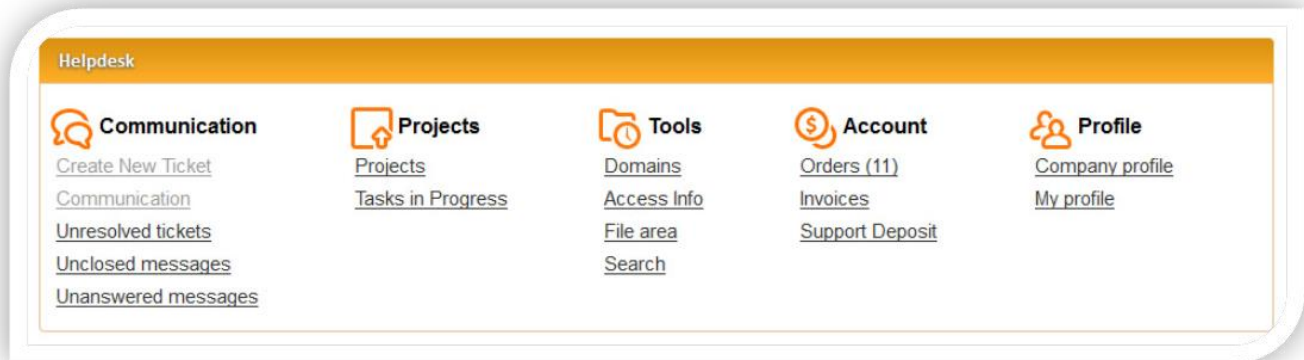 Helpdesk
Communication
Create New Ticket
Communication
Unresolved tickets
Unclosed messages
Unanswered messages
Projects
Projects
Tasks in Progress
Tools
Domains
Access Info
File area
Search
$ Account
Orders (11)
Invoices
Support Deposit
Profile
Company profile
My profile